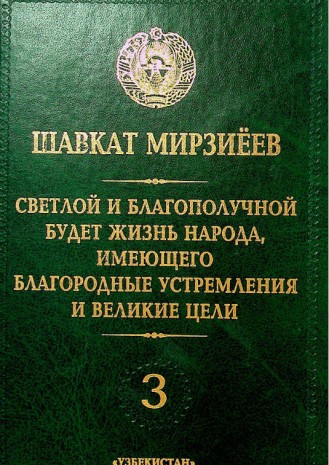 ШАВКАТ МИРЗИЁЕВ
СВЕТЛОЙ И БЛАГОПОЛУЧНОЙ
БУДЕТ ЖИЗНЬ НАРОДА,
ИМЕЮЩЕГО
БЛАГОРОДНЫЕ УСТРЕМЛЕНИЯ
И ВЕЛИКИЕ ЦЕЛИ
3
«УЗБЕКИСТАН»